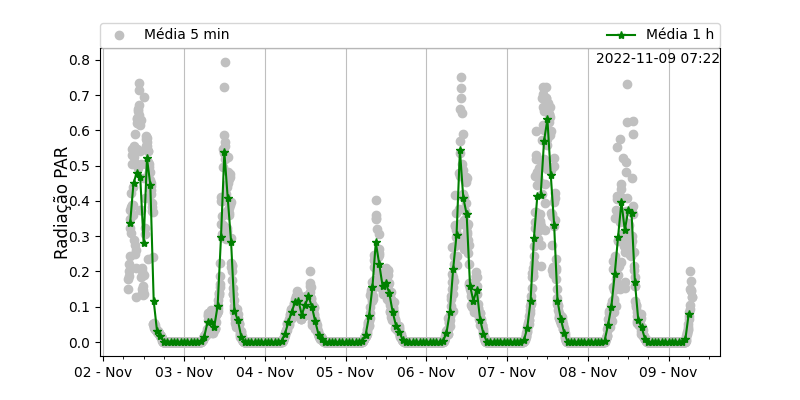 Média 5 min
Média 1 h
2022-11-09 07:22
Radiação PAR
0.8
0.7
0.6
0.5
0.4
0.3
0.2
0.1
0.0
02 - Nov
03 - Nov
04 - Nov
05 - Nov
06 - Nov
07 - Nov
08 - Nov
09 - Nov